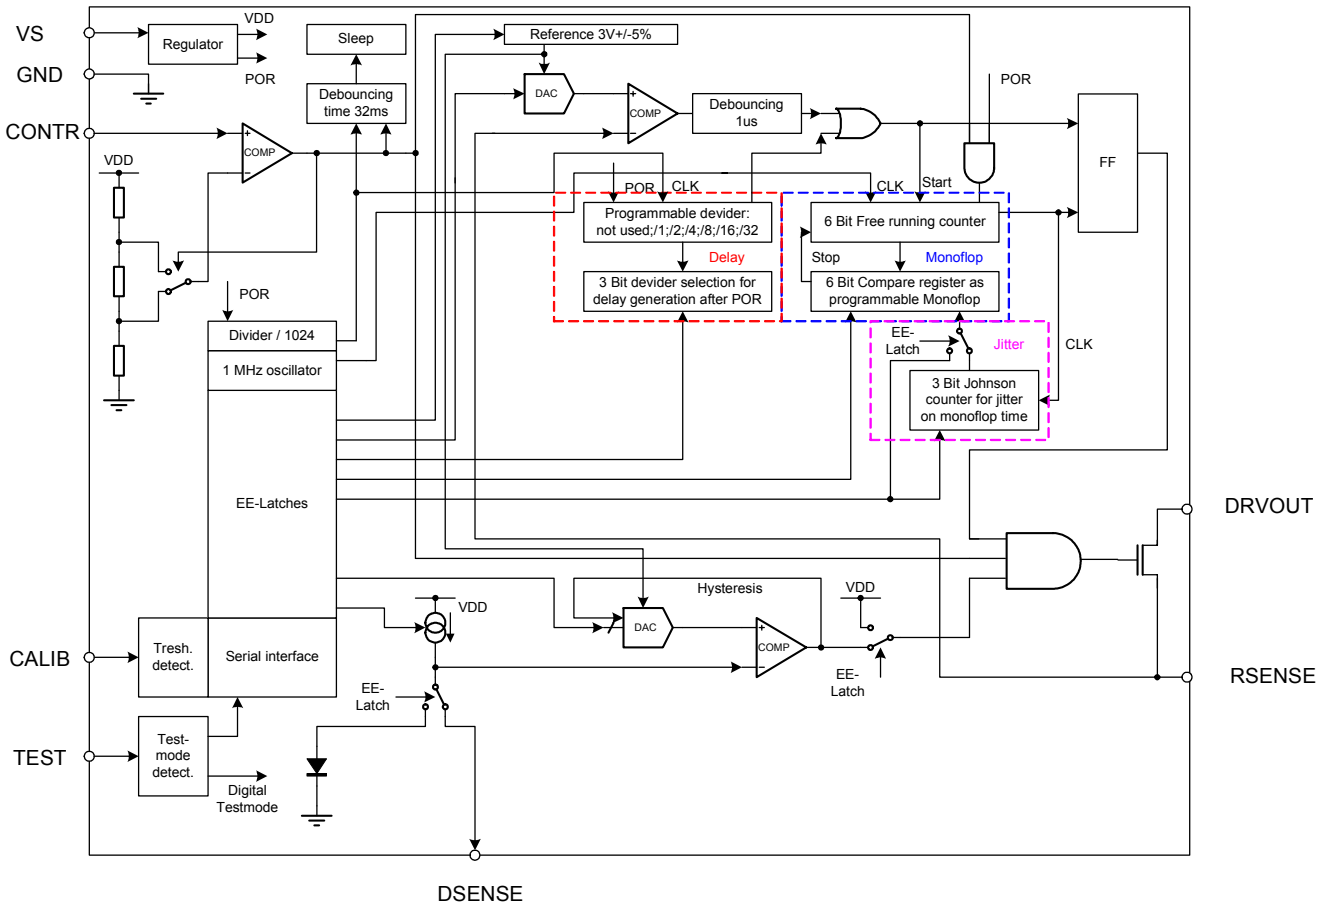 VS
GND
CONTR
CALIB
TEST
DSENSE
DRVOUT
RSENSE
VDD
Regulator
POR
Sleep
Debouncing
time 32ms
Reference 3V+/-5%
DAC
+
COMP
−
Debouncing
1us
POR
FF
+
COMP
−
VDD
POR
CLK
CLK
Start
Programmable devider:
not used;/1;/2;/4;/8;/16;/32
Delay
3 Bit devider selection for
delay generation after POR
6 Bit Free running counter
Stop
Monoflop
6 Bit Compare register as
programmable Monoflop
EE-
Latch
Jitter
CLK
3 Bit Johnson
counter for jitter
on monoflop time
POR
Divider / 1024
1 MHz oscillator
EE-Latches
Serial interface
Tresh.
detect.
Test-
mode
detect.
Digital
Testmode
VDD
EE-
Latch
Hysteresis
DAC
+
COMP
−
VDD
EE-
Latch